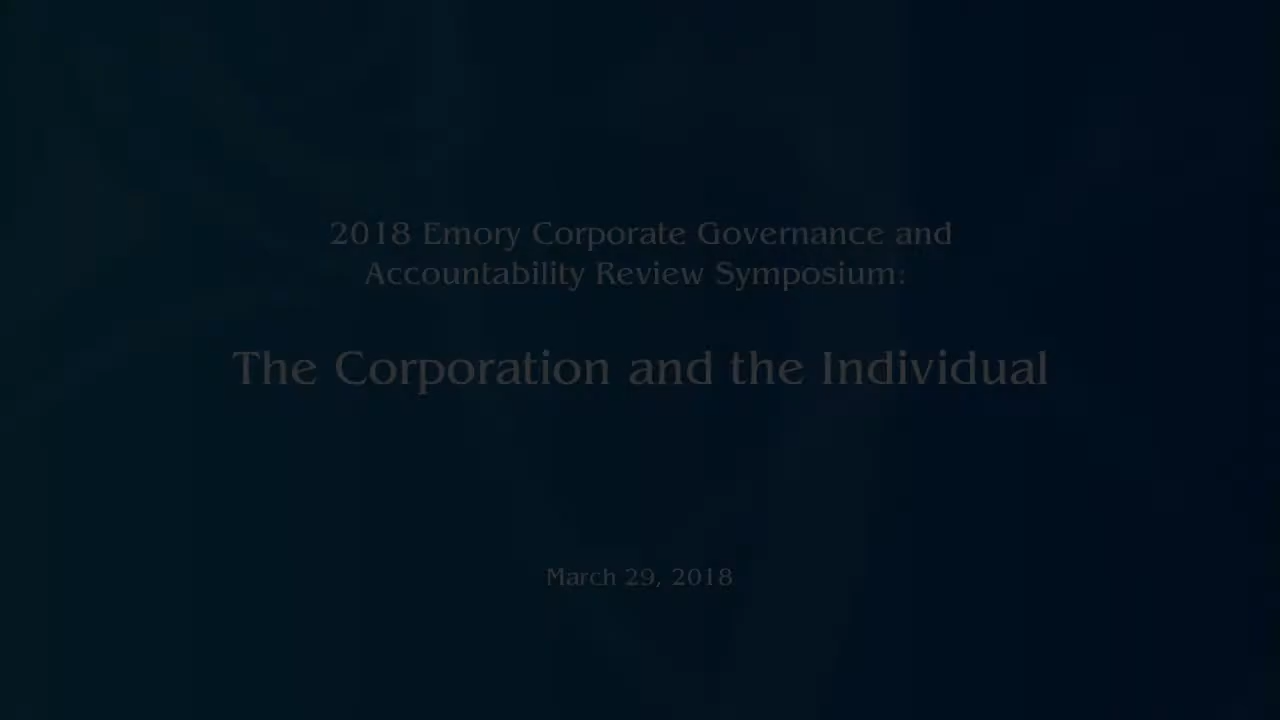 2018 Emory Corporate Governance and
Accountability Review Symposium:
The Corporation and the Individual
March 29, 2018